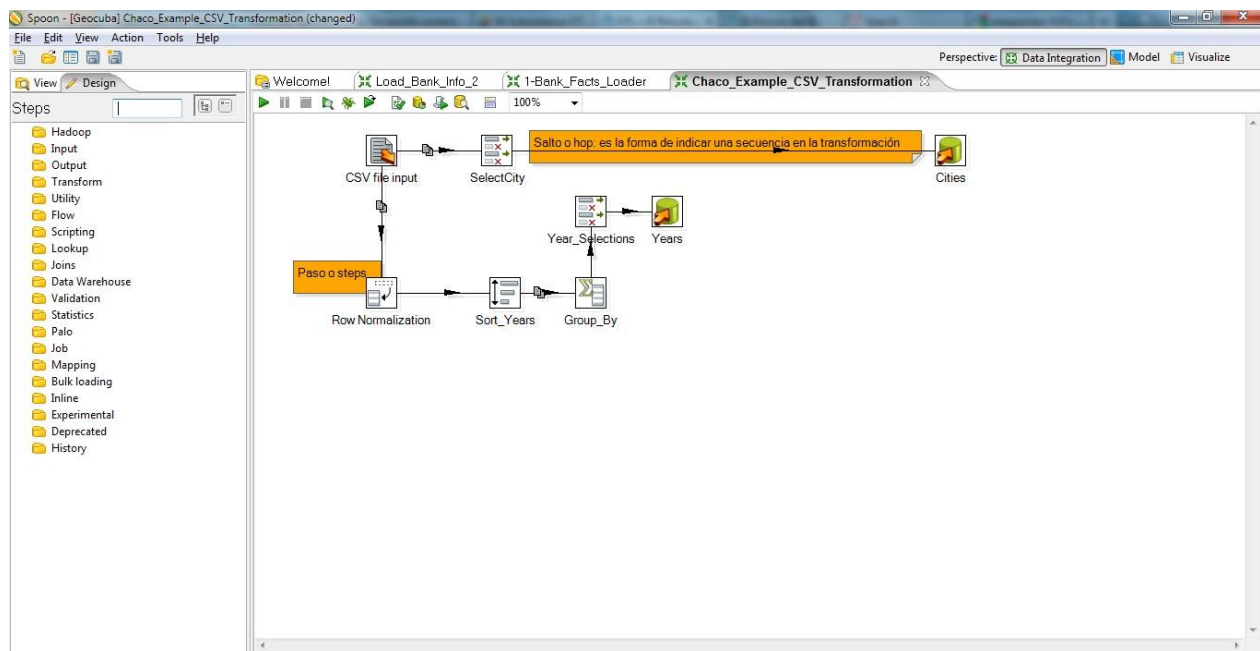 Spoon - [Geocuba] Chaco_Example_CSV_Transformation (changed)
File Edit View Action Tools Help
Perspective: Data Integration Model Visualize
View Design
Welcome! Load_Bank_Info_2 1-Bank_Facts_Loader Chaco_Example_CSV_Transformation
Steps
100%
Hadoop
Input
Output
Transform
Utility
Flow
Scripting
Lookup
Joins
Data Warehouse
Validation
Statistics
Palo
Job
Mapping
Bulk loading
Inline
Experimental
Deprecated
History
Salto o hop: es la forma de indicar una secuencia en la transformación
CSV file input
SelectCity
Cities
Year_Selections
Years
Paso o steps
Row Normalization
Sort_Years
Group_By